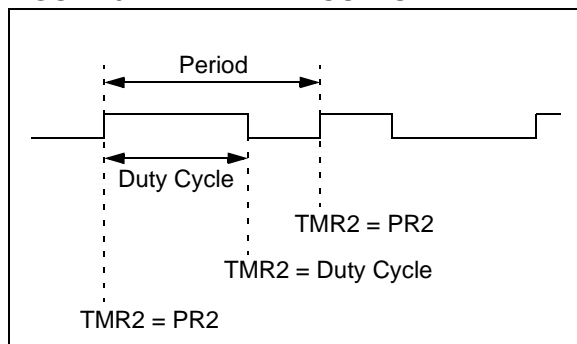 Period
Duty Cycle
TMR2 = PR2
TMR2 = Duty Cycle
TMR2 = PR2